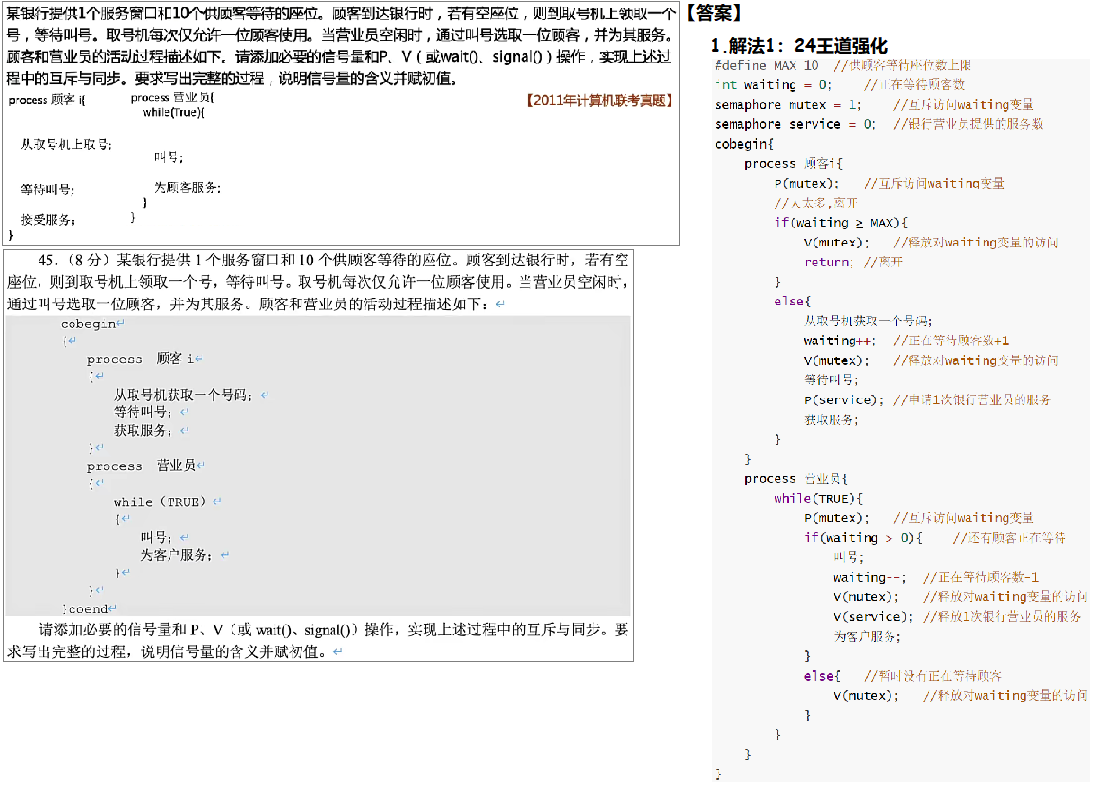 某银行提供1个服务窗口和10个供顾客等待的座位。顾客到达银行时，若有空座位，则到取号机上领取一个
号，等待叫号。取号机每次仅允许一位顾客使用。当营业员空闲时，通过叫号选取一位顾客，并为其服务。
顾客和营业员的活动过程描述如下。请添加必要的信号量和P、V（或wait()、signal()）操作，实现上述过
程中的互斥与同步。要求写出完整的过程，说明信号量的含义并赋初值。
【2011年计算机联考真题】
process 顾客 i{
从取号机上取号;
等待叫号;
接受服务;
}
process 营业员{
while(True){
叫号;
为顾客服务;
}
}
45．（8 分）某银行提供 1 个服务窗口和 10 个供顾客等待的座位。顾客到达银行时，若有空
座位，则到取号机上领取一个号，等待叫号。取号机每次仅允许一位顾客使用。当营业员空闲时，
通过叫号选取一位顾客，并为其服务。顾客和营业员的活动过程描述如下：↵
cobegin↵
{↵
process 顾客 i↵
{↵
从取号机获取一个号码；↵
等待叫号；↵
获取服务；↵
}↵
process 营业员↵
{↵
while（TRUE）↵
{↵
叫号；↵
为客户服务；↵
}↵
}↵
}coend↵
请添加必要的信号量和 P、V（或 wait()、signal()）操作，实现上述过程中的互斥与同步。要
求写出完整的过程，说明信号量的含义并赋初值。↵
【答案】
1.解法1：24王道强化
#define MAX 10 //供顾客等待座位数上限
int waiting = 0; //正在等待顾客数
semaphore mutex = 1; //互斥访问waiting变量
semaphore service = 0; //银行营业员提供的服务数
cobegin{
process 顾客i{
P(mutex); //互斥访问waiting变量
//人太多,离开
if(waiting ≥ MAX){
V(mutex); //释放对waiting变量的访问
return; //离开
}
else{
从取号机获取一个号码;
waiting++; //正在等待顾客数+1
V(mutex); //释放对waiting变量的访问
等待叫号;
P(service); //申请1次银行营业员的服务
获取服务;
}
}
process 营业员{
while(TRUE){
P(mutex); //互斥访问waiting变量
if(waiting > 0){ //还有顾客正在等待
叫号;
waiting--; //正在等待顾客数-1
V(mutex); //释放对waiting变量的访问
V(service); //释放1次银行营业员的服务
为客户服务;
}
else{ //暂时没有正在等待顾客
V(mutex); //释放对waiting变量的访问
}
}
}
}